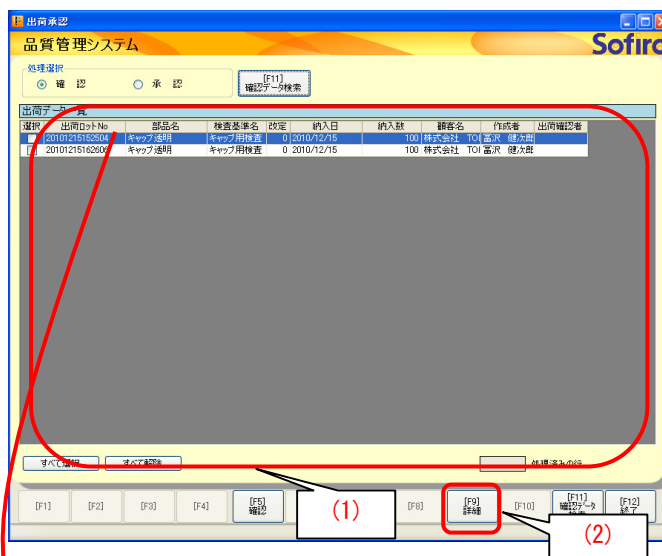 出荷承認
品質管理システム
Sofira
処理選択
確 認
承 認
[F11]
確認データ検索
出荷データ一覧
選択 出荷ロットNo 部品名 検査基準名 改定 納入日 納入数 顧客名 作成者 出荷確認者
20101215152504 キャップ透明 キャップ用検査 0 2010/12/15 100 株式会社 TOI 冨沢 健次郎
20101215162606 キャップ透明 キャップ用検査 0 2010/12/15 100 株式会社 TOI 冨沢 健次郎
すべて選択 すべて解除 処理済みの行
[F1] [F2] [F3] [F4] [F5] [F8] [F9] [F10] [F11] [F12]
確認 詳細 確認データ 終了
(1)
(2)